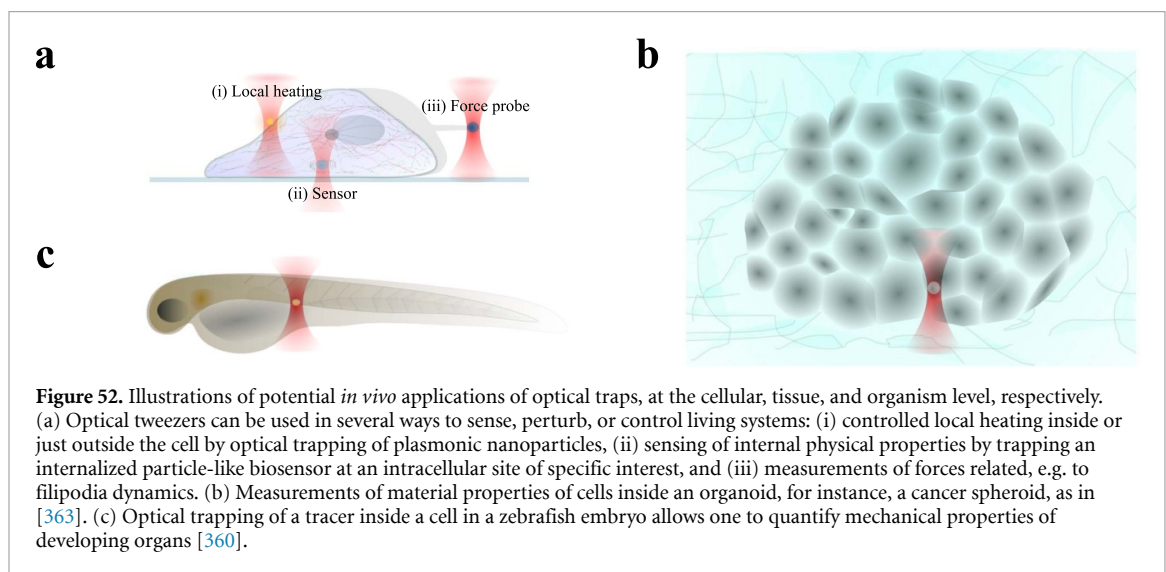 a
(i) Local heating
(iii) Force probe
(ii) Sensor
b
c
Figure 52. Illustrations of potential in vivo applications of optical traps, at the cellular, tissue, and organism level, respectively.
(a) Optical tweezers can be used in several ways to sense, perturb, or control living systems: (i) controlled local heating inside or
just outside the cell by optical trapping of plasmonic nanoparticles, (ii) sensing of internal physical properties by trapping an
internalized particle-like biosensor at an intracellular site of specific interest, and (iii) measurements of forces related, e.g. to
filipodia dynamics. (b) Measurements of material properties of cells inside an organoid, for instance, a cancer spheroid, as in
[363]. (c) Optical trapping of a tracer inside a cell in a zebrafish embryo allows one to quantify mechanical properties of
developing organs [360].